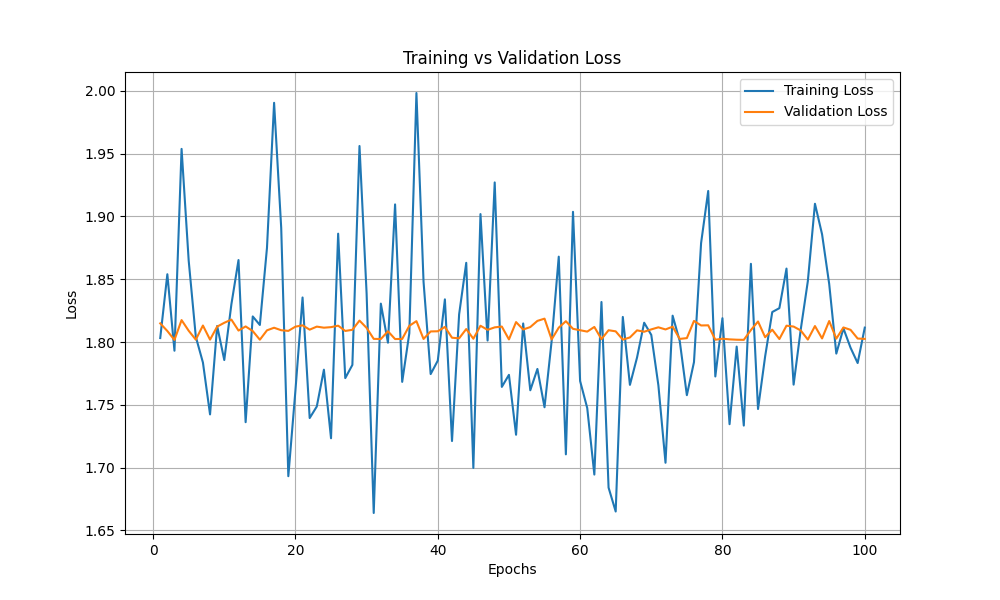 Training vs Validation Loss
Training Loss
Validation Loss
2.00
1.95
1.90
1.85
1.80
1.75
1.70
1.65
Loss
0 20 40 60 80 100
Epochs